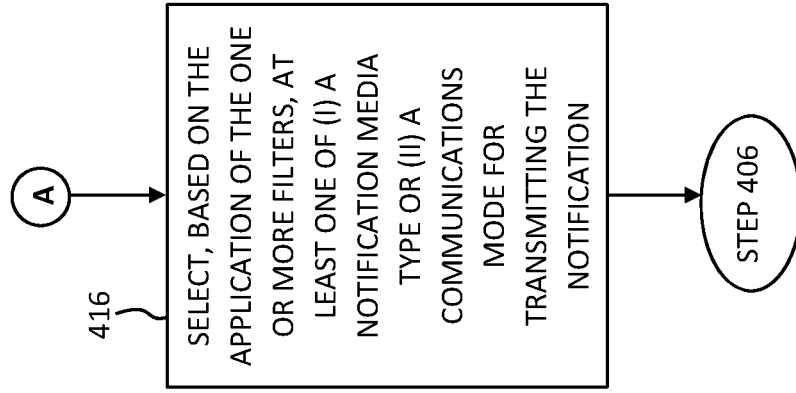 A
416
SELECT, BASED ON THE
APPLICATION OF THE ONE
OR MORE FILTERS, AT
LEAST ONE OF (I) A
NOTIFICATION MEDIA
TYPE OR (II) A
COMMUNICATIONS
MODE FOR
TRANSMITTING THE
NOTIFICATION
STEP 406